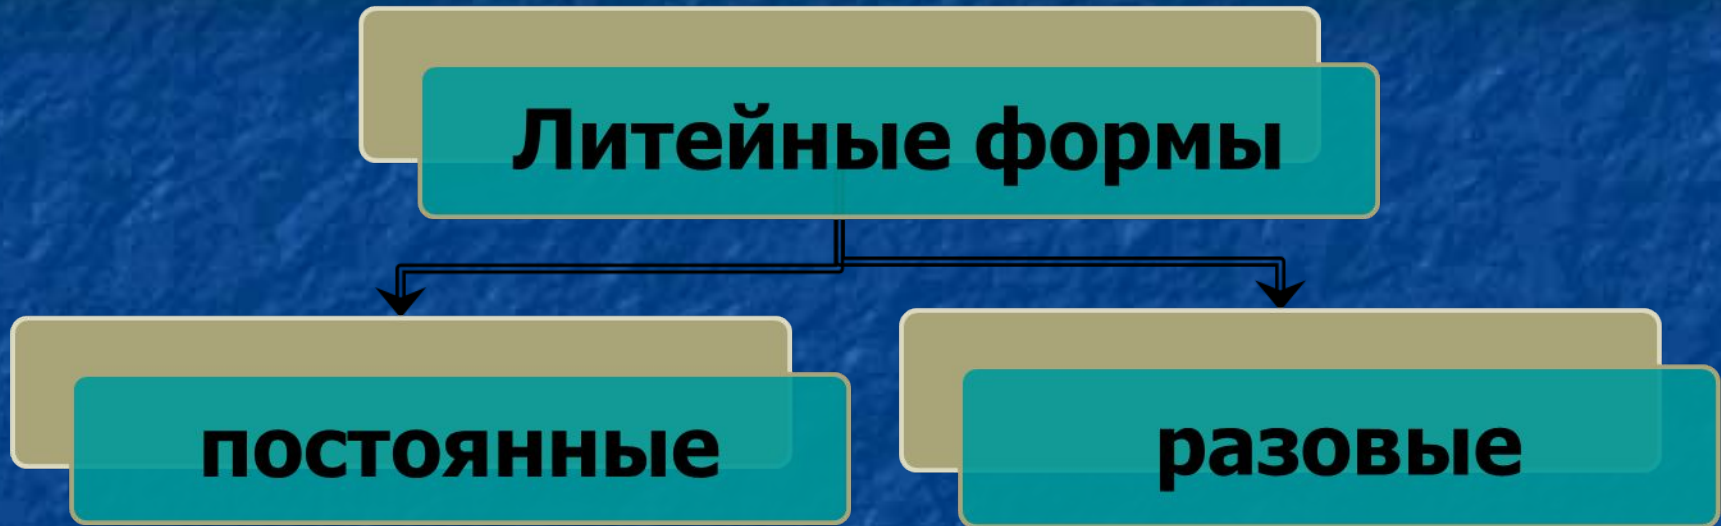 Литейные формы
постоянные
разовые